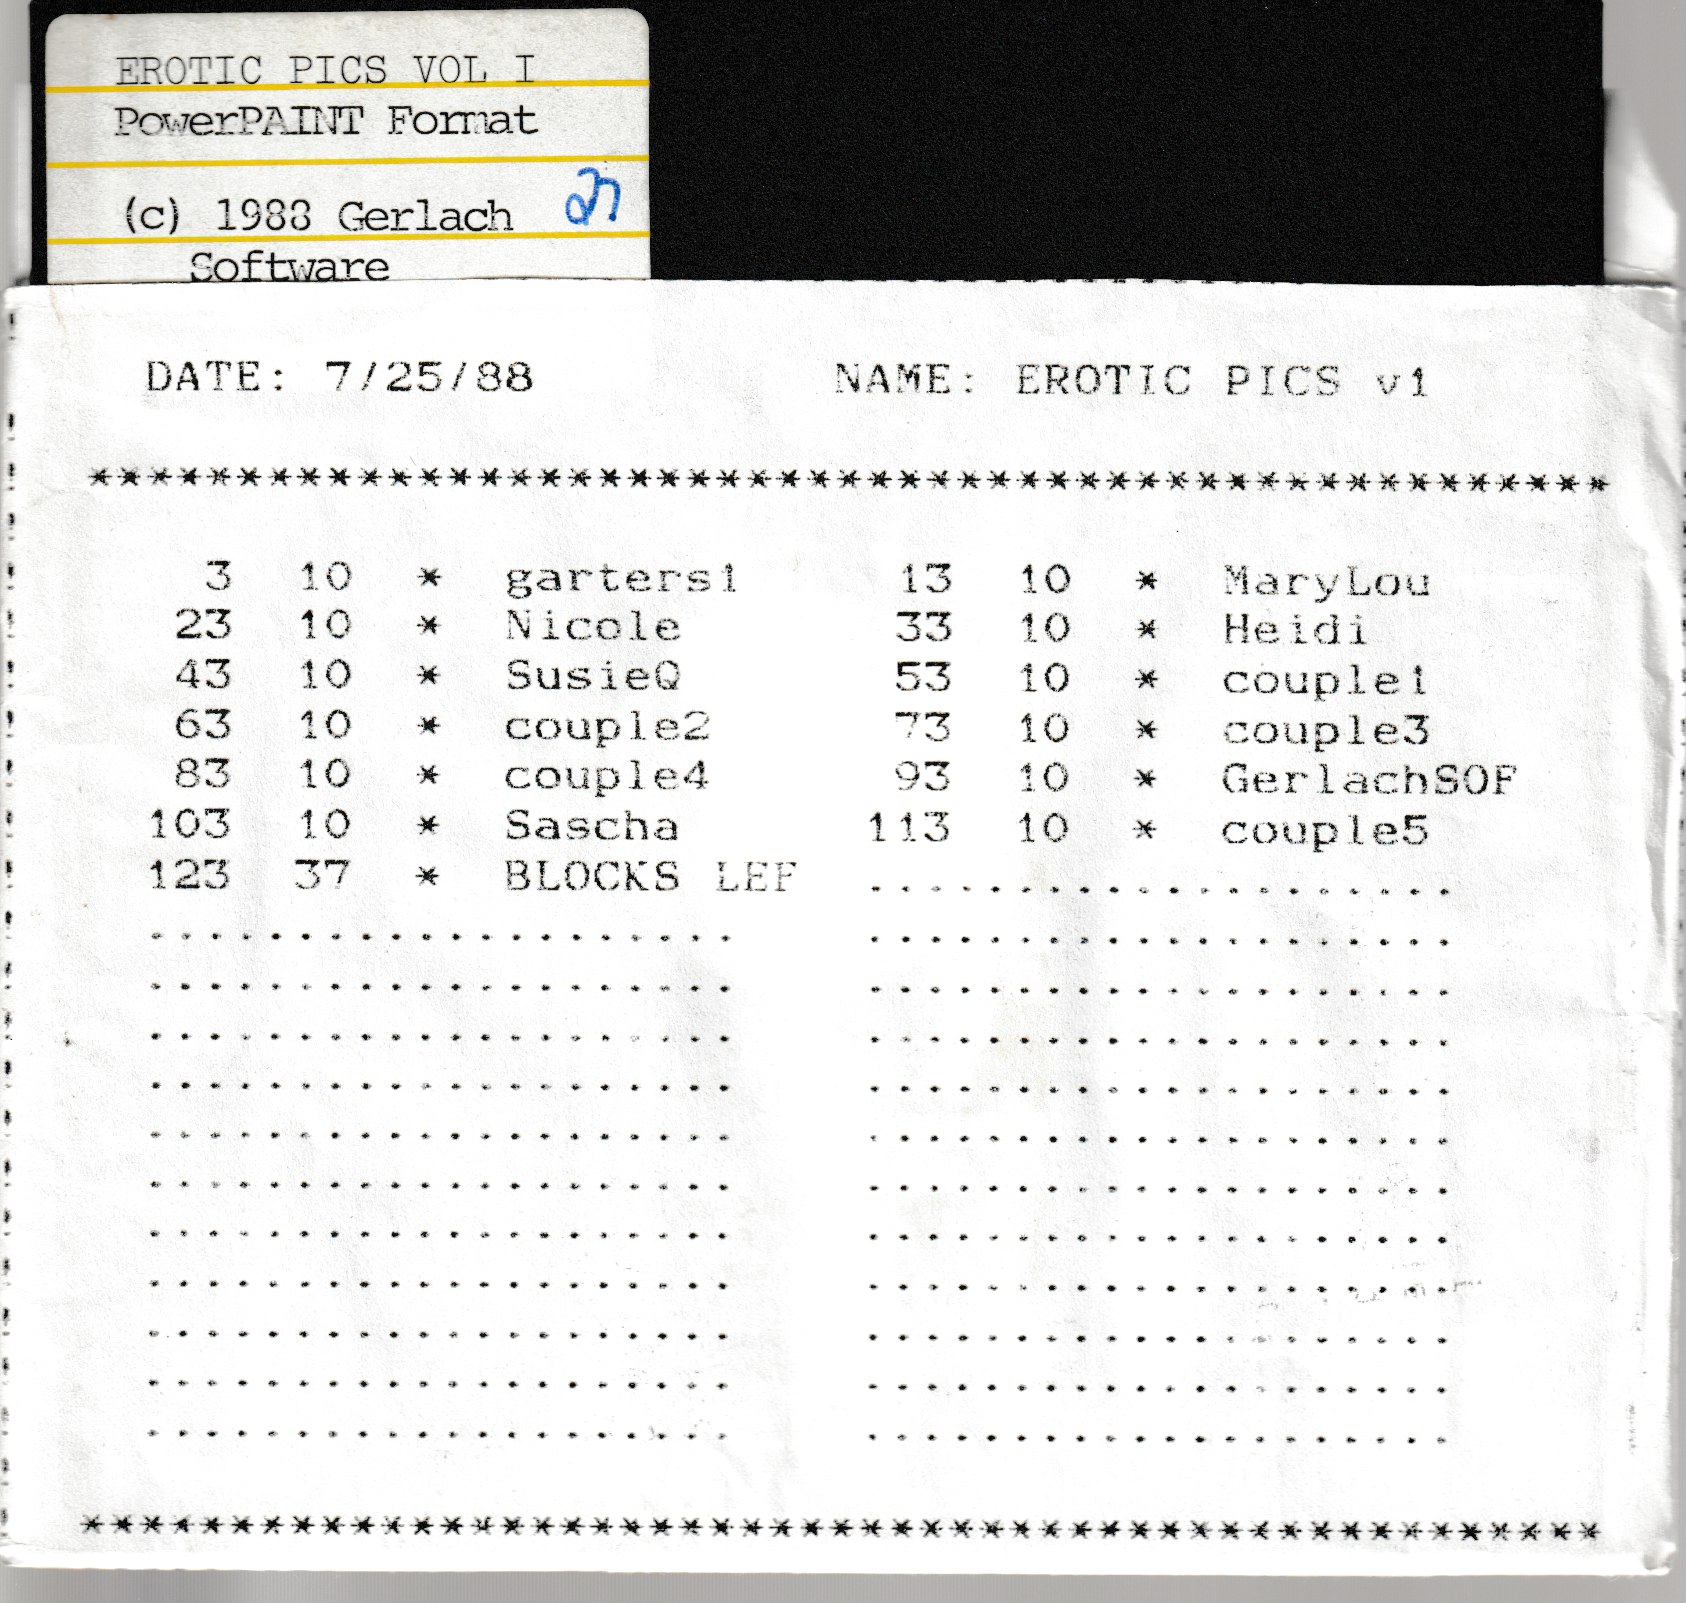 EROTIC PICS VOL I
PowerPAINT Format
(c) 1988 Gerlach
Software
DATE: 7/25/88 NAME: EROTIC PICS v1
***************************************************
3 10 * garters1 13 10 * MaryLou
23 10 * Nicole 33 10 * Heidi
43 10 * SusieQ 53 10 * couple1
63 10 * couple2 73 10 * couple3
83 10 * couple4 93 10 * GerlachSOF
103 10 * Sascha 113 10 * couple5
123 37 * BLOCKS LEF ....................
.................... ....................
.................... ....................
.................... ....................
.................... ....................
.................... ....................
.................... ....................
.................... ....................
.................... ....................
.................... ....................
.................... ....................
.................... ....................
***************************************************